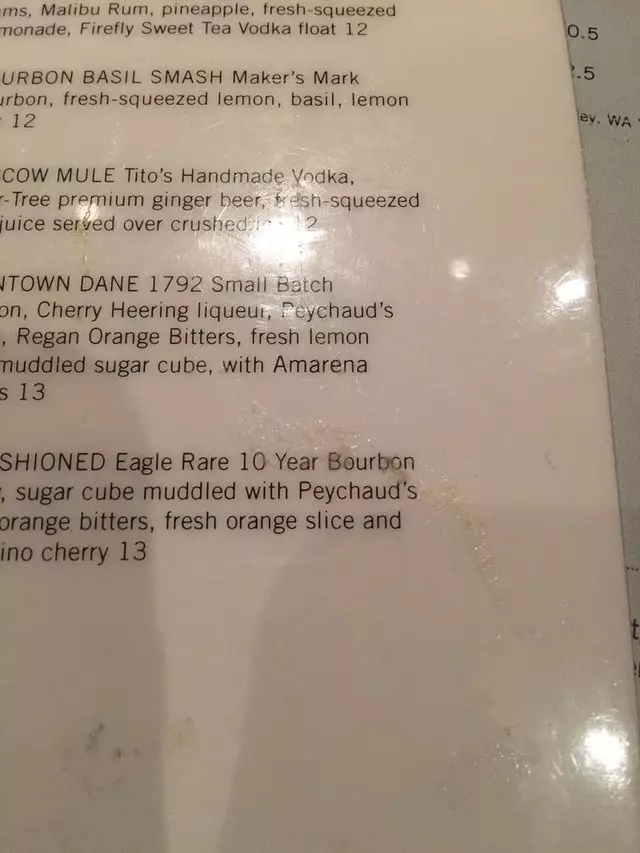 ms, Malibu Rum, pineapple, fresh-squeezed
monade, Firefly Sweet Tea Vodka float 12
URBON BASIL SMASH Maker's Mark
urbon, fresh-squeezed lemon, basil, lemon
12
COW MULE Tito's Handmade Vodka,
r-Tree premium ginger beer, fresh-squeezed
juice served over crushed 12
NTOWN DANE 1792 Small Batch
on, Cherry Heering liqueur, Peychaud's
, Regan Orange Bitters, fresh lemon
muddled sugar cube, with Amarena
s 13
SHIONED Eagle Rare 10 Year Bourbon
, sugar cube muddled with Peychaud's
orange bitters, fresh orange slice and
ino cherry 13
0.5
.5
ey, WA